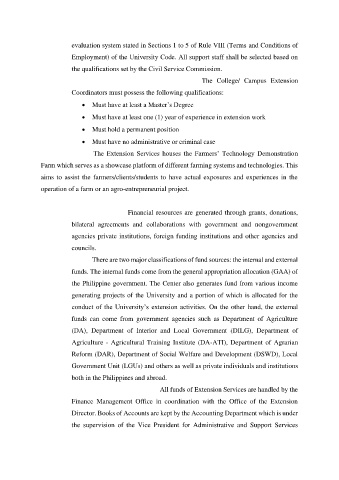 evaluation system stated in Sections 1 to 5 of Rule VIII (Terms and Conditions of
Employment) of the University Code. All support staff shall be selected based on
the qualifications set by the Civil Service Commission.
The College/ Campus Extension
Coordinators must possess the following qualifications:
• Must have at least a Master's Degree
• Must have at least one (1) year of experience in extension work
• Must hold a permanent position
• Must have no administrative or criminal case
The Extension Services houses the Farmers' Technology Demonstration
Farm which serves as a showcase platform of different farming systems and technologies. This
aims to assist the farmers/clients/students to have actual exposures and experiences in the
operation of a farm or an agro-entrepreneurial project.
Financial resources are generated through grants, donations,
bilateral agreements and collaborations with government and nongovernment
agencies private institutions, foreign funding institutions and other agencies and
councils.
There are two major classifications of fund sources: the internal and external
funds. The internal funds come from the general appropriation allocation (GAA) of
the Philippine government. The Center also generates fund from various income
generating projects of the University and a portion of which is allocated for the
conduct of the University's extension activities. On the other hand, the external
funds can come from government agencies such as Department of Agriculture
(DA), Department of Interior and Local Government (DILG), Department of
Agriculture - Agricultural Training Institute (DA-ATI), Department of Agrarian
Reform (DAR), Department of Social Welfare and Development (DSWD), Local
Government Unit (LGUs) and others as well as private individuals and institutions
both in the Philippines and abroad.
All funds of Extension Services are handled by the
Finance Management Office in coordination with the Office of the Extension
Director. Books of Accounts are kept by the Accounting Department which is under
the supervision of the Vice President for Administrative and Support Services